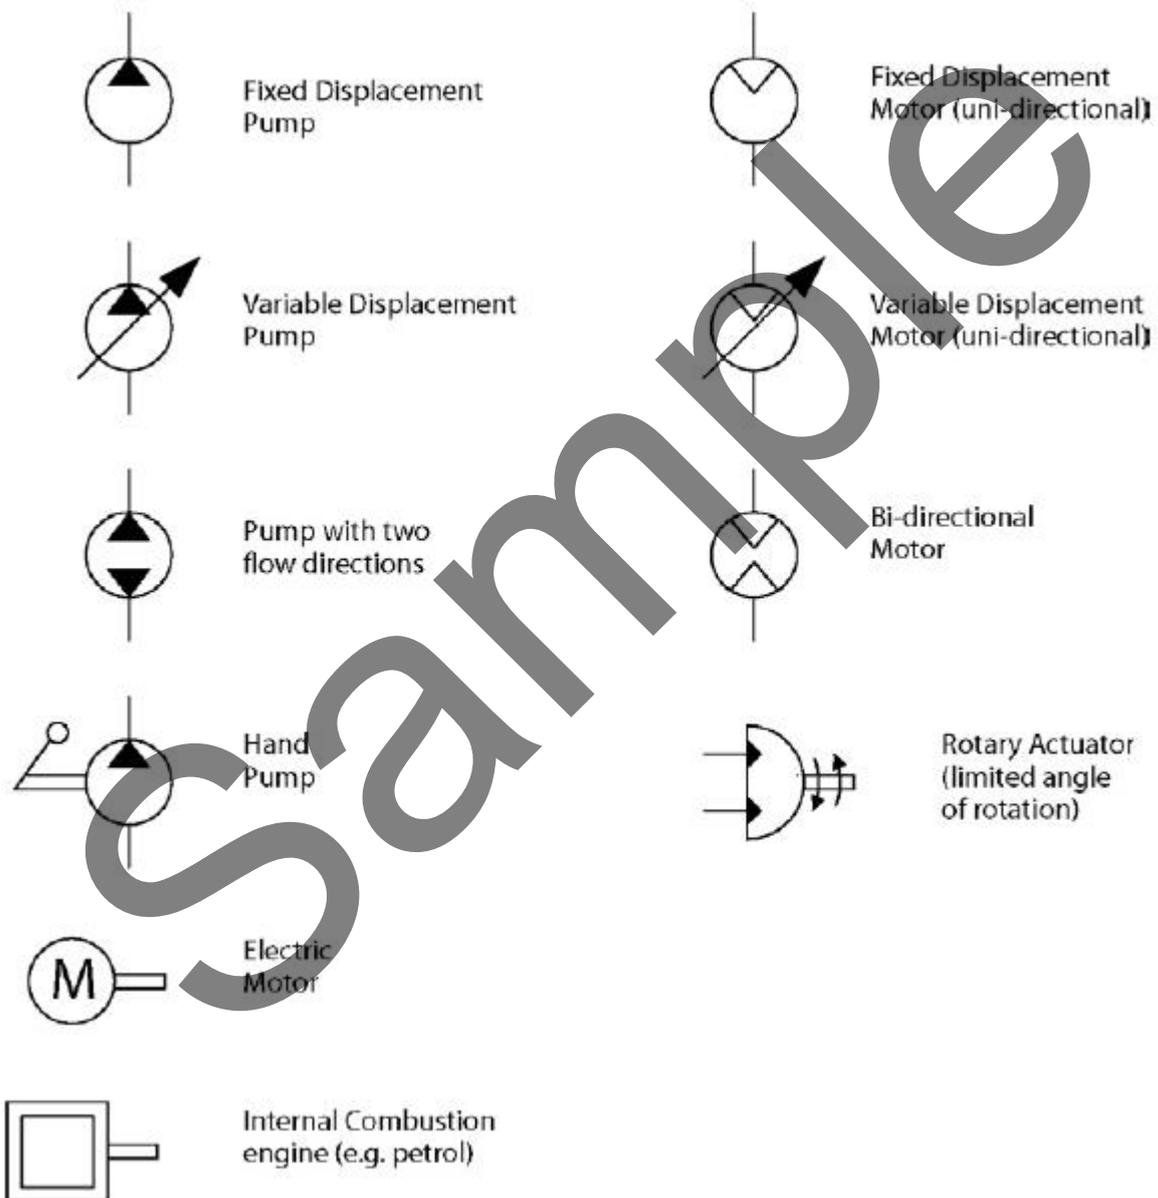 Fixed Displacement
Pump
Fixed Displacement
Motor (uni-directional)
Variable Displacement
Pump
Variable Displacement
Motor (uni-directional)
Pump with two
flow directions
Bi-directional
Motor
Hand
Pump
Rotary Actuator
(limited angle
of rotation)
M
Electric
Motor
Internal Combustion
engine (e.g. petrol)
Sample